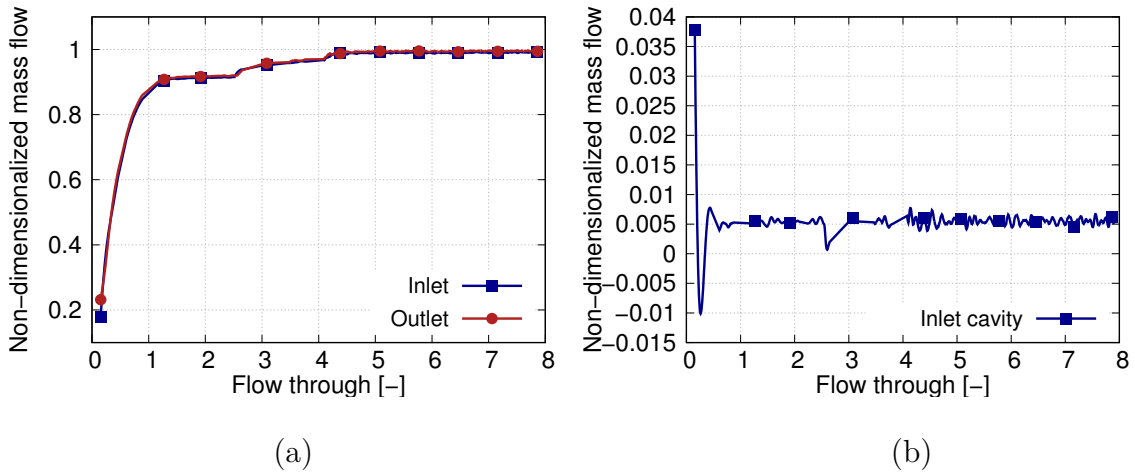 Non−dimensionalized mass flow
1
0.8
0.6
0.4
0.2
0 1 2 3 4 5 6 7 8
Flow through [−]
Inlet
Outlet
(a)
Non−dimensionalized mass flow
0.04
0.035
0.03
0.025
0.02
0.015
0.01
0.005
0
−0.005
−0.01
−0.015
0 1 2 3 4 5 6 7 8
Flow through [−]
Inlet cavity
(b)